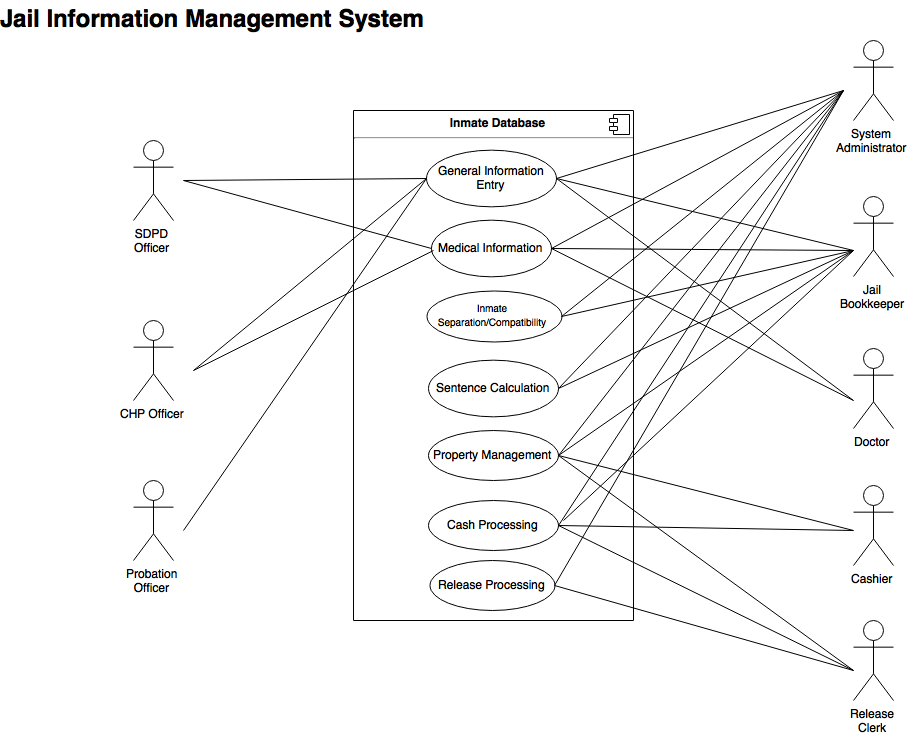 Jail Information Management System
Inmate Database
General Information
Entry
Medical Information
Inmate
Separation/Compatibility
Sentence Calculation
Property Management
Cash Processing
Release Processing
SDPD
Officer
CHP Officer
Probation
Officer
System
Administrator
Jail
Bookkeeper
Doctor
Cashier
Release
Clerk